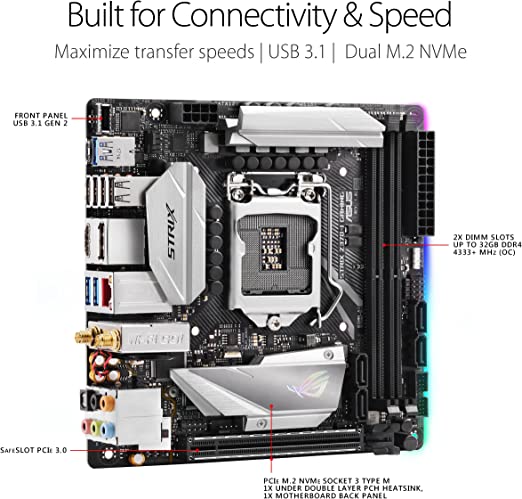 Built for Connectivity & Speed
Maximize transfer speeds | USB 3.1 | Dual M.2 NVMe
FRONT PANEL
USB 3.1 GEN 2
STRIX
2X DIMM SLOTS
UP TO 32GB DDR4
4333+ MHz (OC)
SAFESLOT PCIE 3.0
PCIE M.2 NVME SOCKET 3 TYPE M
1X UNDER DOUBLE LAYER PCH HEATSINK,
1X MOTHERBOARD BACK PANEL